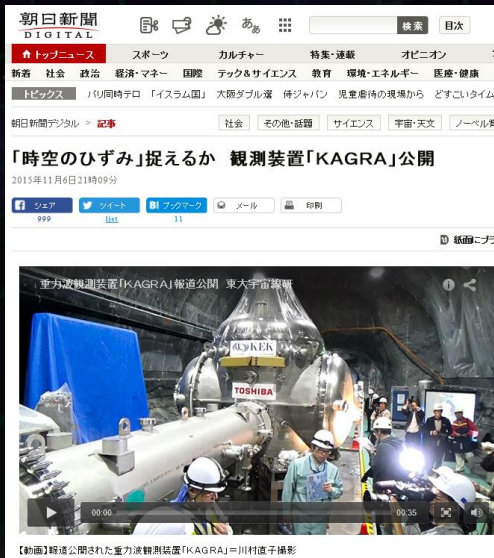 朝日新聞
DIGITAL
あぁ
検索
目次
トップニュース スポーツ カルチャー 特集・連載 オピニオン
新着 社会 政治 経済・マネー 国際 テック&サイエンス 教育 環境・エネルギー 医療・健康
トピックス パリ同時テロ 「イスラム国」 大阪ダブル選 侍ジャパン 児童虐待の現場から どすこいタイム
朝日新聞デジタル > 記事
社会 その他・話題 サイエンス 宇宙・天文 ノーベル賞
「時空のひずみ」捉えるか 観測装置「KAGRA」公開
2015年11月6日21時09分
シェア ツイート ブックマーク メール 印刷
999 list 11
紙面にプラ
重力波観測装置「KAGRA」報道公開 東大宇宙線研
KEK
TOSHIBA
00:00 00:35
【動画】報道公開された重力波観測装置「KAGRA」=川村直子撮影